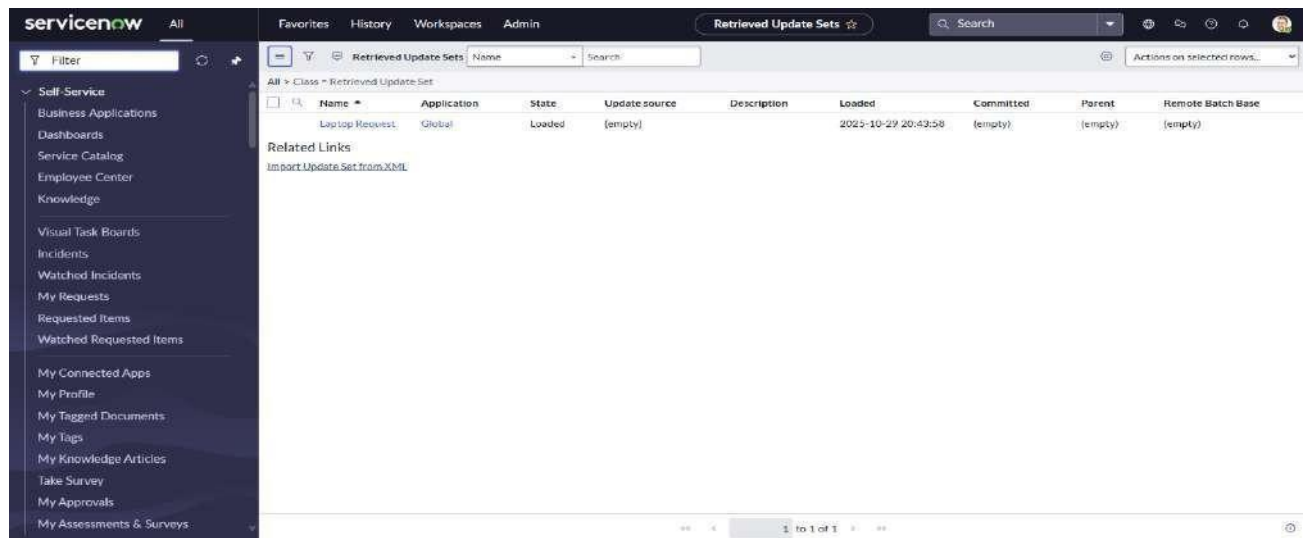 servicenow All Favorites History Workspaces Admin Retrieved Update Sets Search
Filter Retrieved Update Sets Name Search Actions on selected rows...
All > Class = Retrieved Update Set
Name Application State Update source Description Loaded Committed Parent Remote Batch Base
Laptop Request Global Loaded (empty) 2025-10-29 20:43:58 (empty) (empty) (empty)
Related Links
Import Update Set from XML
Self-Service
Business Applications
Dashboards
Service Catalog
Employee Center
Knowledge
Visual Task Boards
Incidents
Watched Incidents
My Requests
Requested Items
Watched Requested Items
My Connected Apps
My Profile
My Tagged Documents
My Tags
My Knowledge Articles
Take Survey
My Approvals
My Assessments & Surveys
1 to 1 of 1